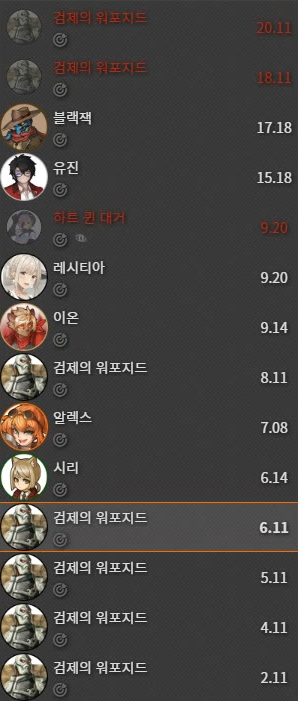 검제의 워포지드
20.11
검제의 워포지드
18.11
블랙잭
17.18
유진
15.18
하트 퀸 대거
9.20
레시티아
9.20
이온
9.14
검제의 워포지드
8.11
알렉스
7.08
시리
6.14
검제의 워포지드
6.11
검제의 워포지드
5.11
검제의 워포지드
4.11
검제의 워포지드
2.11